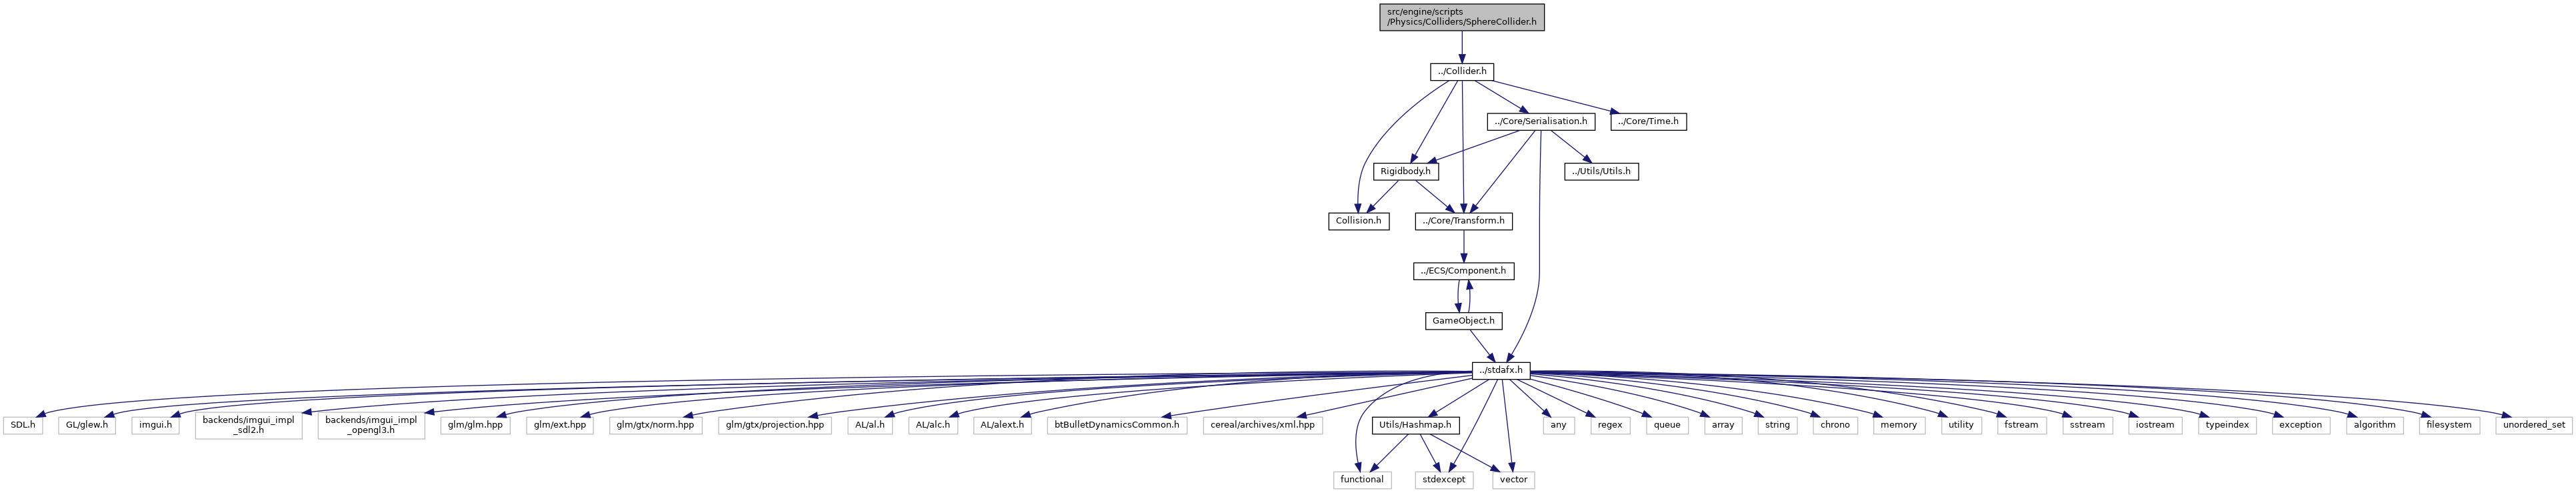 src/engine/scripts
/Physics/Colliders/SphereCollider.h
../Collider.h
../Core/Serialisation.h
../Core/Time.h
Rigidbody.h
../Utils/Utils.h
Collision.h
../Core/Transform.h
../ECS/Component.h
GameObject.h
../stdafx.h
SDL.h
GL/glew.h
imgui.h
backends/imgui_impl
_sdl2.h
backends/imgui_impl
_opengl3.h
glm/glm.hpp
glm/ext.hpp
glm/gtx/norm.hpp
glm/gtx/projection.hpp
AL/al.h
AL/alc.h
AL/alext.h
btBulletDynamicsCommon.h
cereal/archives/xml.hpp
Utils/Hashmap.h
any
regex
queue
array
string
chrono
memory
utility
fstream
sstream
iostream
typeindex
exception
algorithm
filesystem
unordered_set
functional
stdexcept
vector